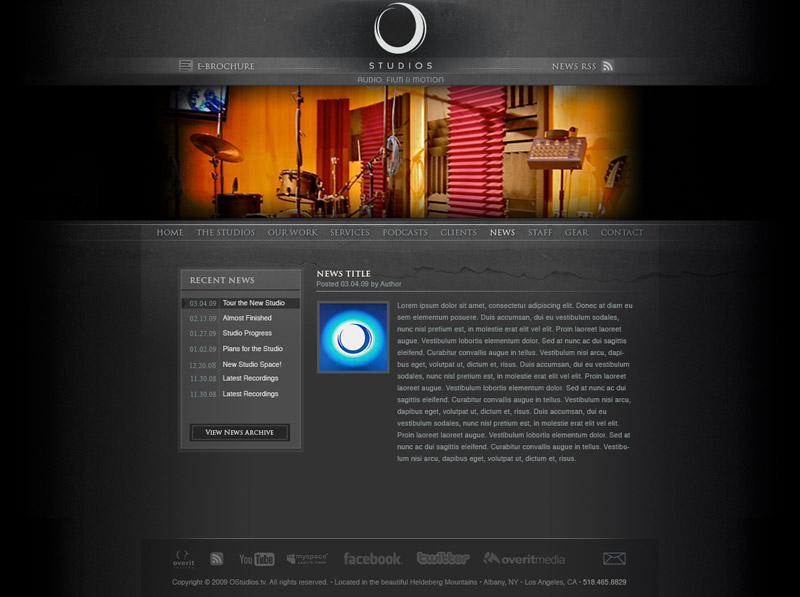 E-BROCHURE
STUDIOS
AUDIO, FILM & MOTION
NEWS RSS
HOME THE STUDIOS OUR WORK SERVICES PODCASTS CLIENTS NEWS STAFF GEAR CONTACT
RECENT NEWS
03.04.09 Tour the New Studio
02.13.09 Almost Finished
01.27.09 Studio Progress
01.02.09 Plans for the Studio
12.20.08 New Studio Space!
11.30.08 Latest Recordings
11.30.08 Latest Recordings
VIEW NEWS ARCHIVE
NEWS TITLE
Posted 03.04.09 by Author
Lorem ipsum dolor sit amet, consectetur adipiscing elit. Donec at diam eu
sem elementum posuere. Duis accumsan, dui eu vestibulum sodales,
nunc nisl pretium est, in molestie erat elit vel elit. Proin laoreet laoreet
augue. Vestibulum lobortis elementum dolor. Sed at nunc ac dui sagittis
eleifend. Curabitur convallis augue in tellus. Vestibulum nisi arcu, dapi-
bus eget, volutpat ut, dictum et, risus. Duis accumsan, dui eu vestibulum
sodales, nunc nisl pretium est, in molestie erat elit vel elit. Proin laoreet
laoreet augue. Vestibulum lobortis elementum dolor. Sed at nunc ac dui
sagittis eleifend. Curabitur convallis augue in tellus. Vestibulum nisi arcu,
dapibus eget, volutpat ut, dictum et, risus. Duis accumsan, dui eu
vestibulum sodales, nunc nisl pretium est, in molestie erat elit vel elit.
Proin laoreet laoreet augue. Vestibulum lobortis elementum dolor. Sed at
nunc ac dui sagittis eleifend. Curabitur convallis augue in tellus. Vestibu-
lum nisi arcu, dapibus eget, volutpat ut, dictum et, risus.
overit
YouTube
myspace
facebook
twitter
overitmedia
Copyright © 2009 OStudios.tv. All rights reserved. • Located in the beautiful Heldeberg Mountains • Albany, NY • Los Angeles, CA • 518.465.8829